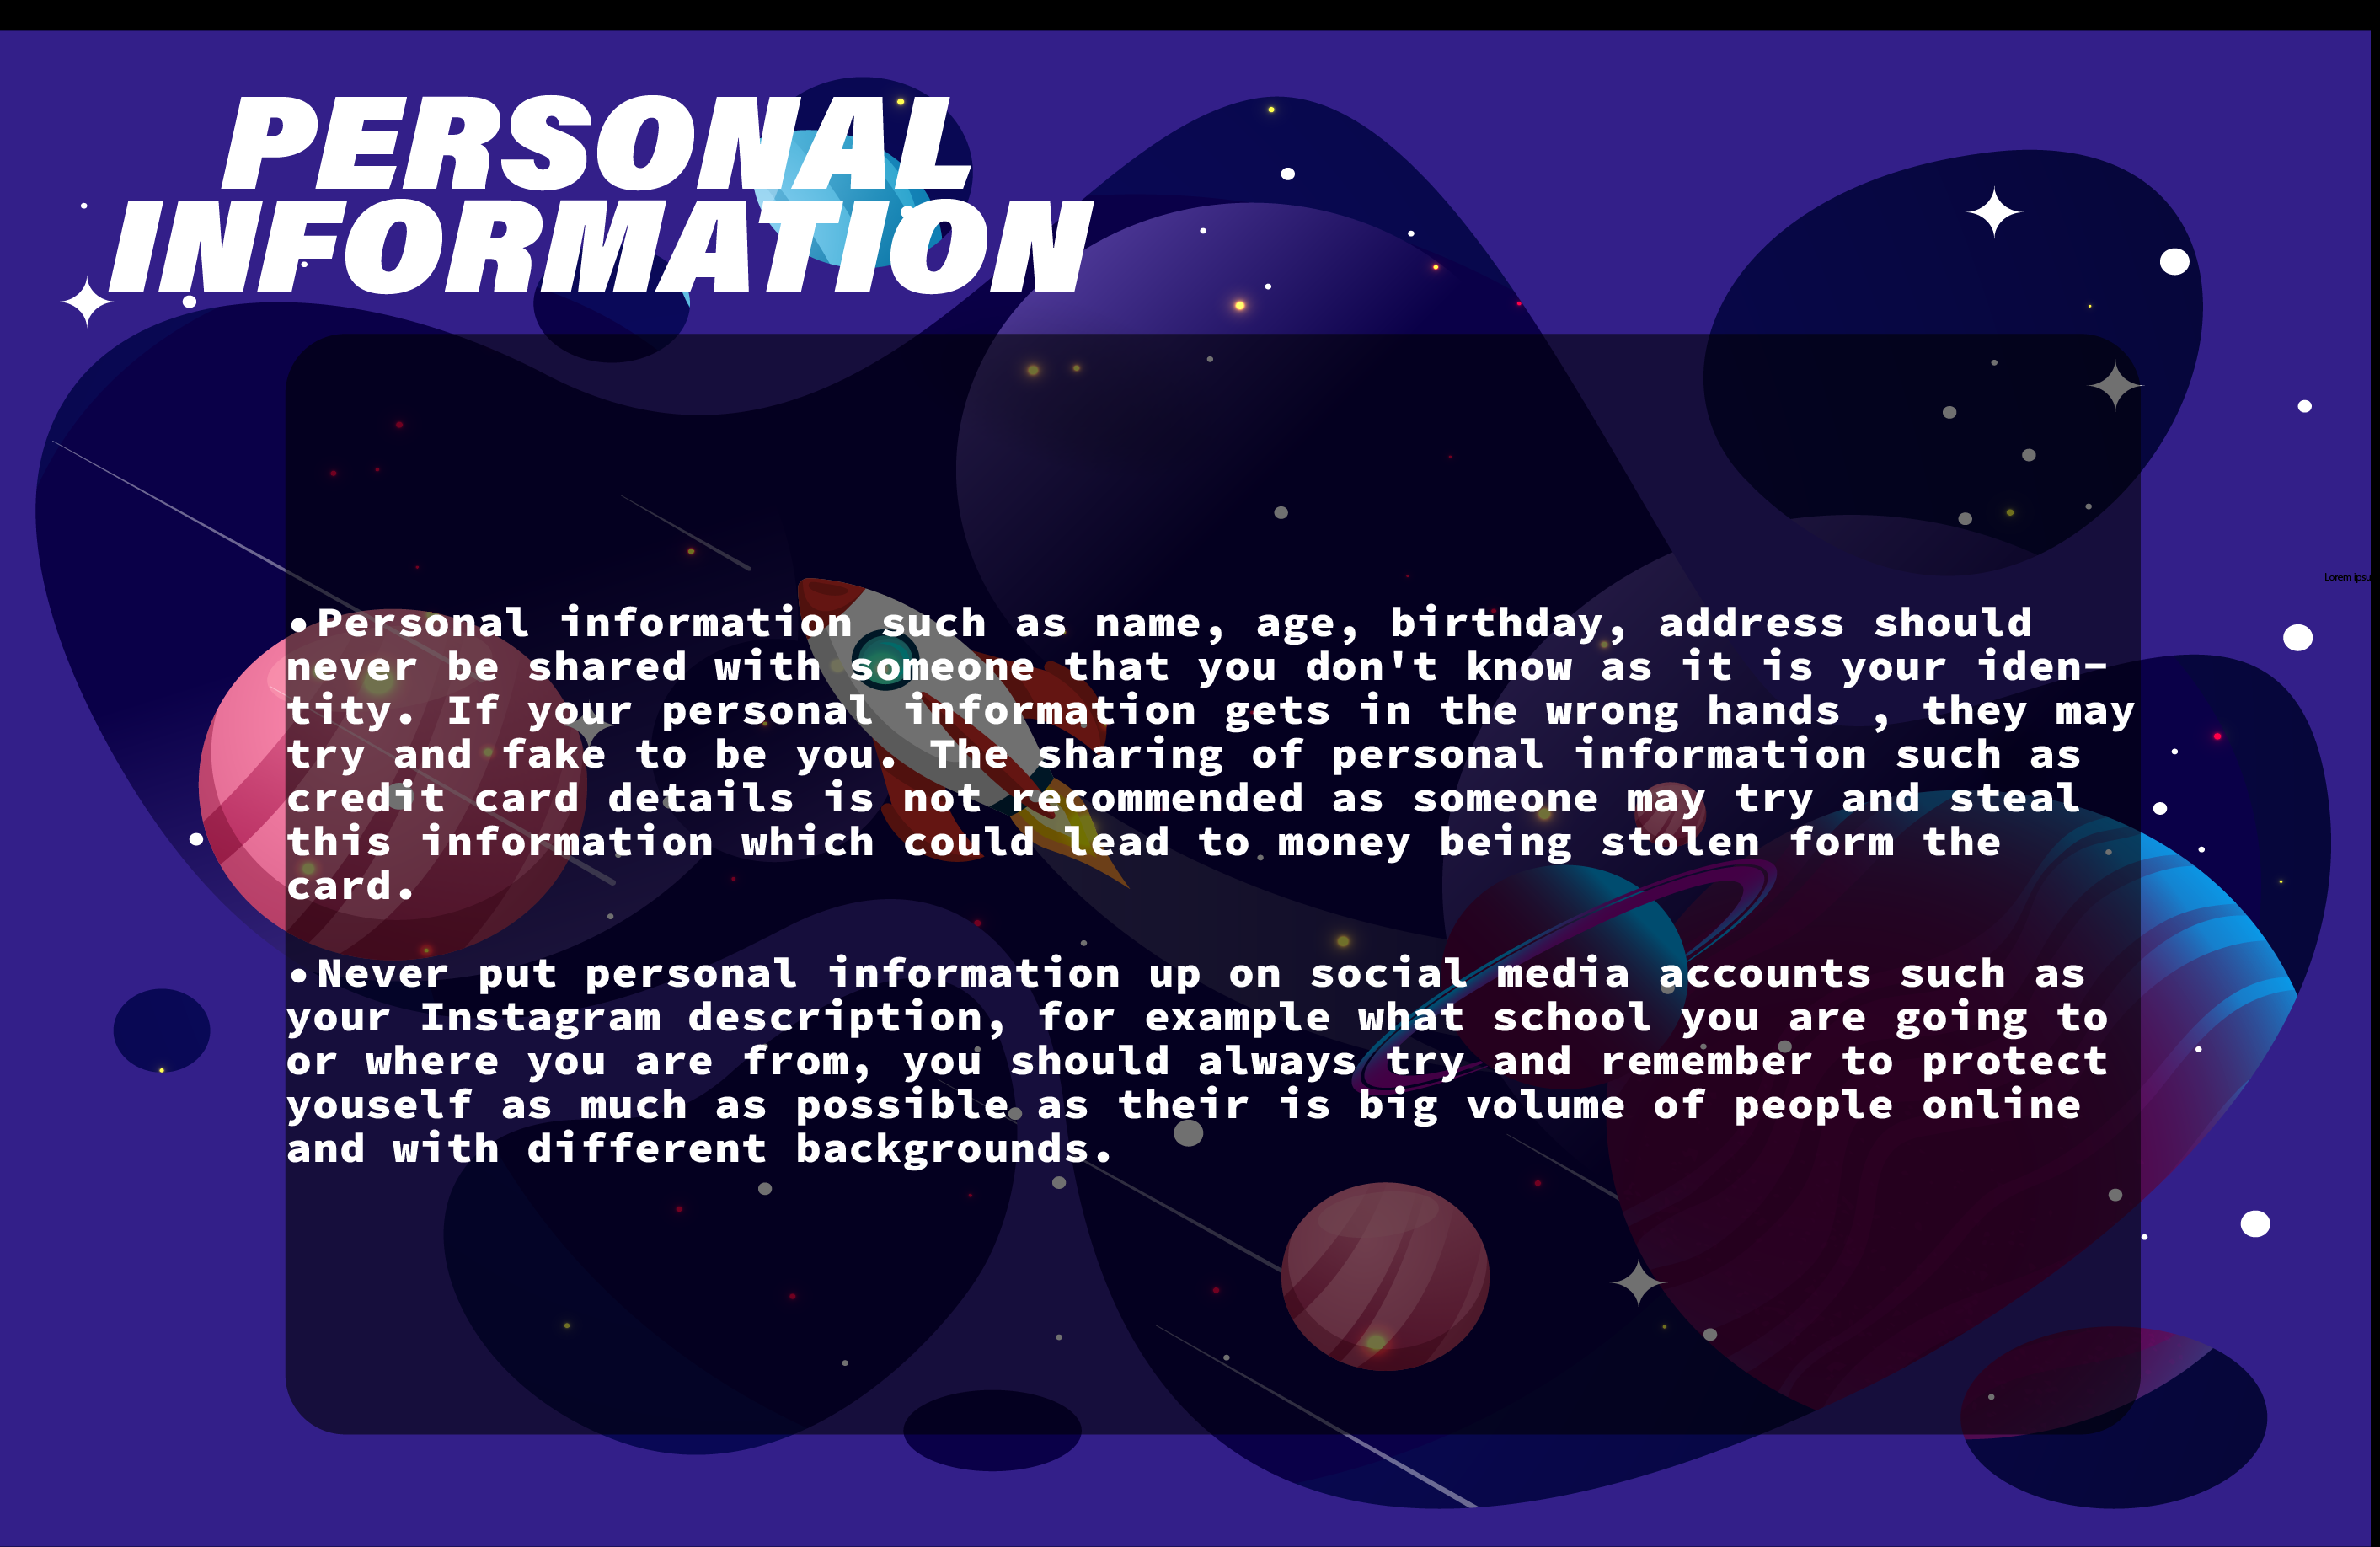 PERSONAL
INFORMATION
Lorem ipsu
•Personal information such as name, age, birthday, address should
never be shared with someone that you don't know as it is your iden-
tity. If your personal information gets in the wrong hands , they may
try and fake to be you. The sharing of personal information such as
credit card details is not recommended as someone may try and steal
this information which could lead to money being stolen form the
card.
•Never put personal information up on social media accounts such as
your Instagram description, for example what school you are going to
or where you are from, you should always try and remember to protect
youself as much as possible as their is big volume of people online
and with different backgrounds.